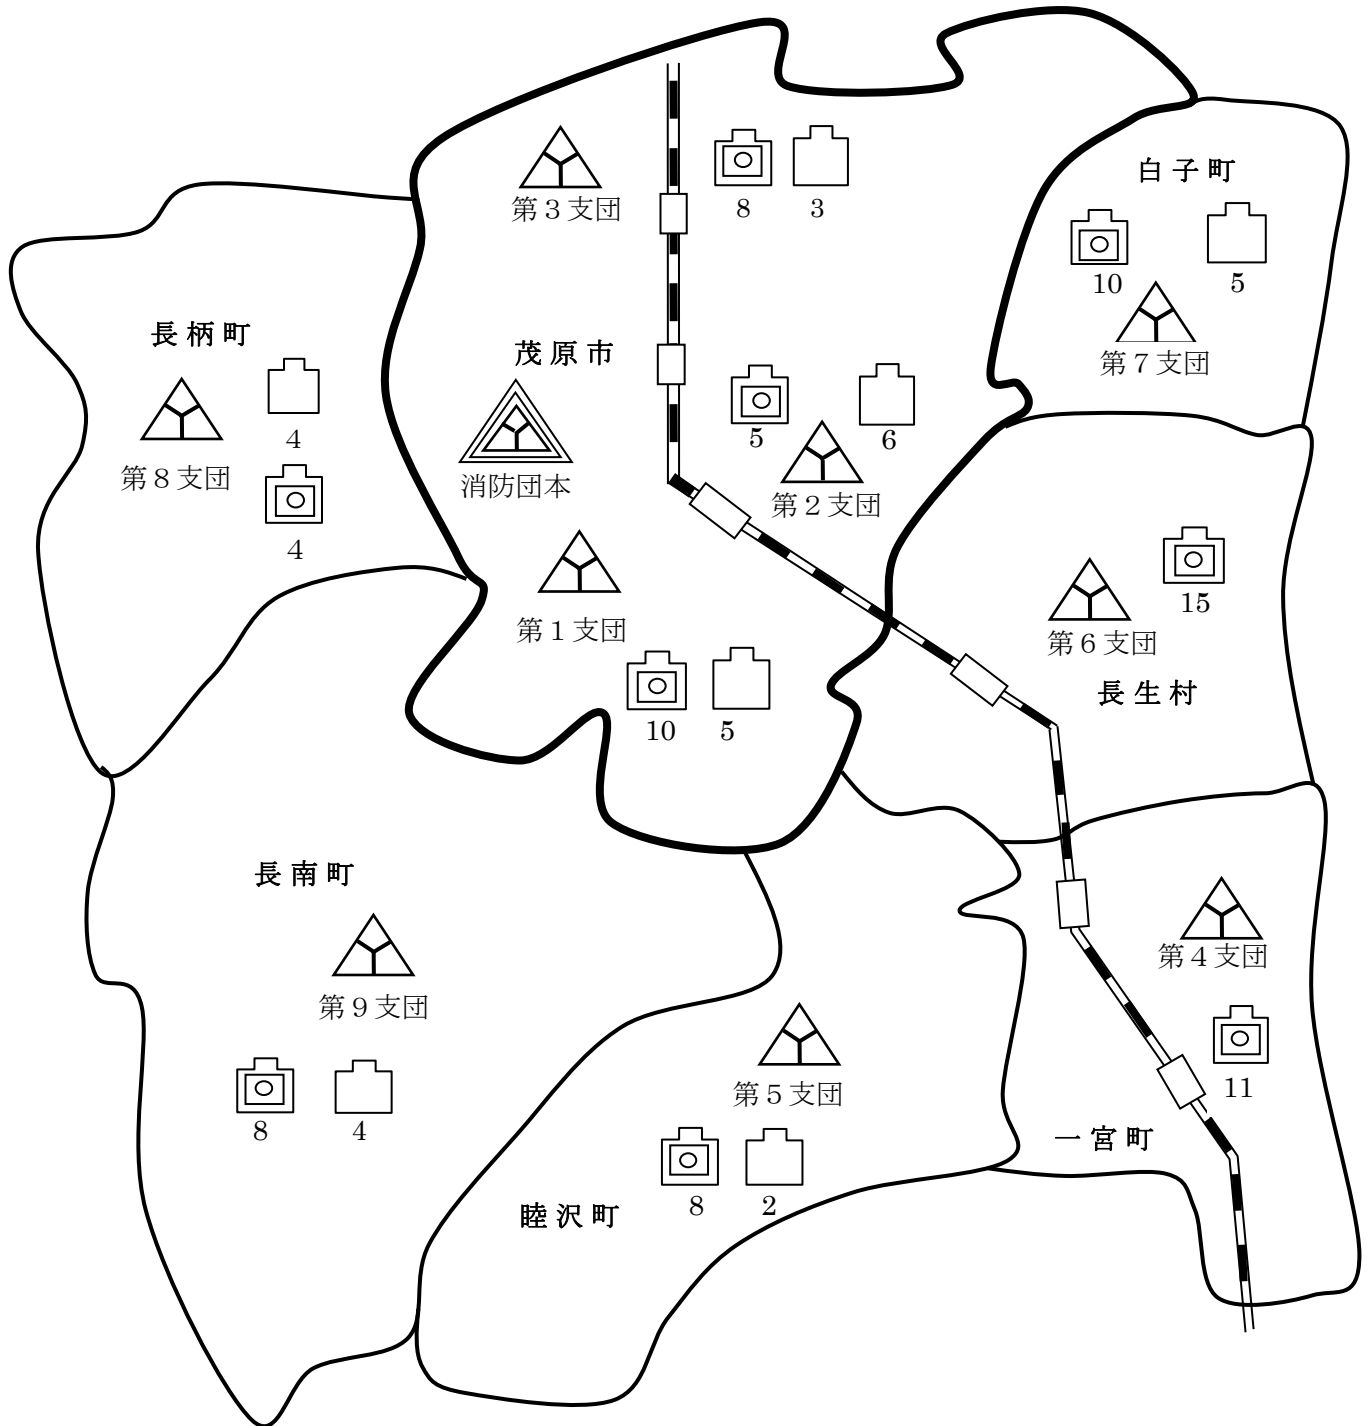 第３支団
8
3
白子町
10
5
第７支団
長柄町
4
第８支団
4
茂原市
消防団本
5
6
第２支団
第１支団
10
5
15
第６支団
長生村
長南町
第９支団
8
4
第４支団
11
一宮町
第５支団
8
2
睦沢町